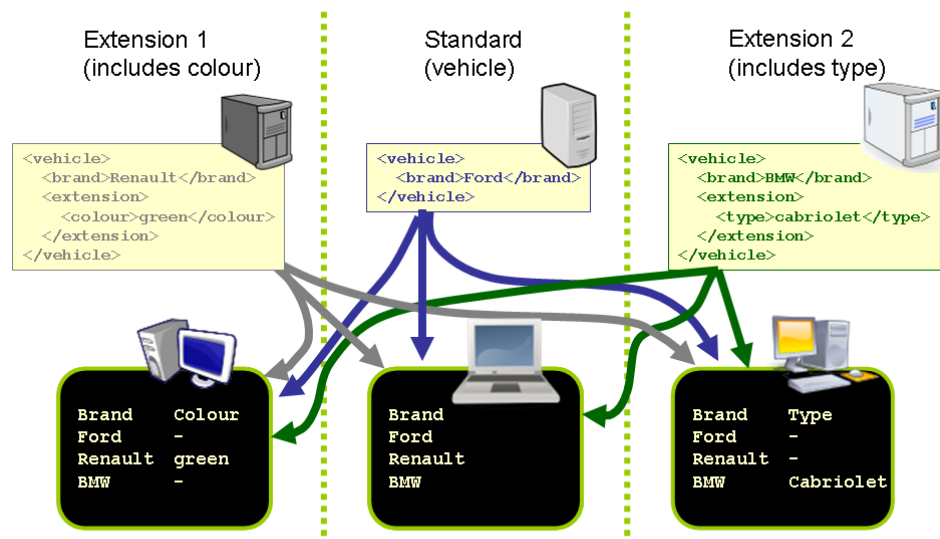 Extension 1
(includes colour)
Standard
(vehicle)
Extension 2
(includes type)
<vehicle>
<brand>Renault</brand>
<extension>
<colour>green</colour>
</extension>
</vehicle>
<vehicle>
<brand>Ford</brand>
</vehicle>
<vehicle>
<brand>BMW</brand>
<extension>
<type>cabriolet</type>
</extension>
</vehicle>
Brand Colour
Ford -
Renault green
BMW -
Brand
Ford
Renault
BMW
Brand Type
Ford -
Renault -
BMW Cabriolet